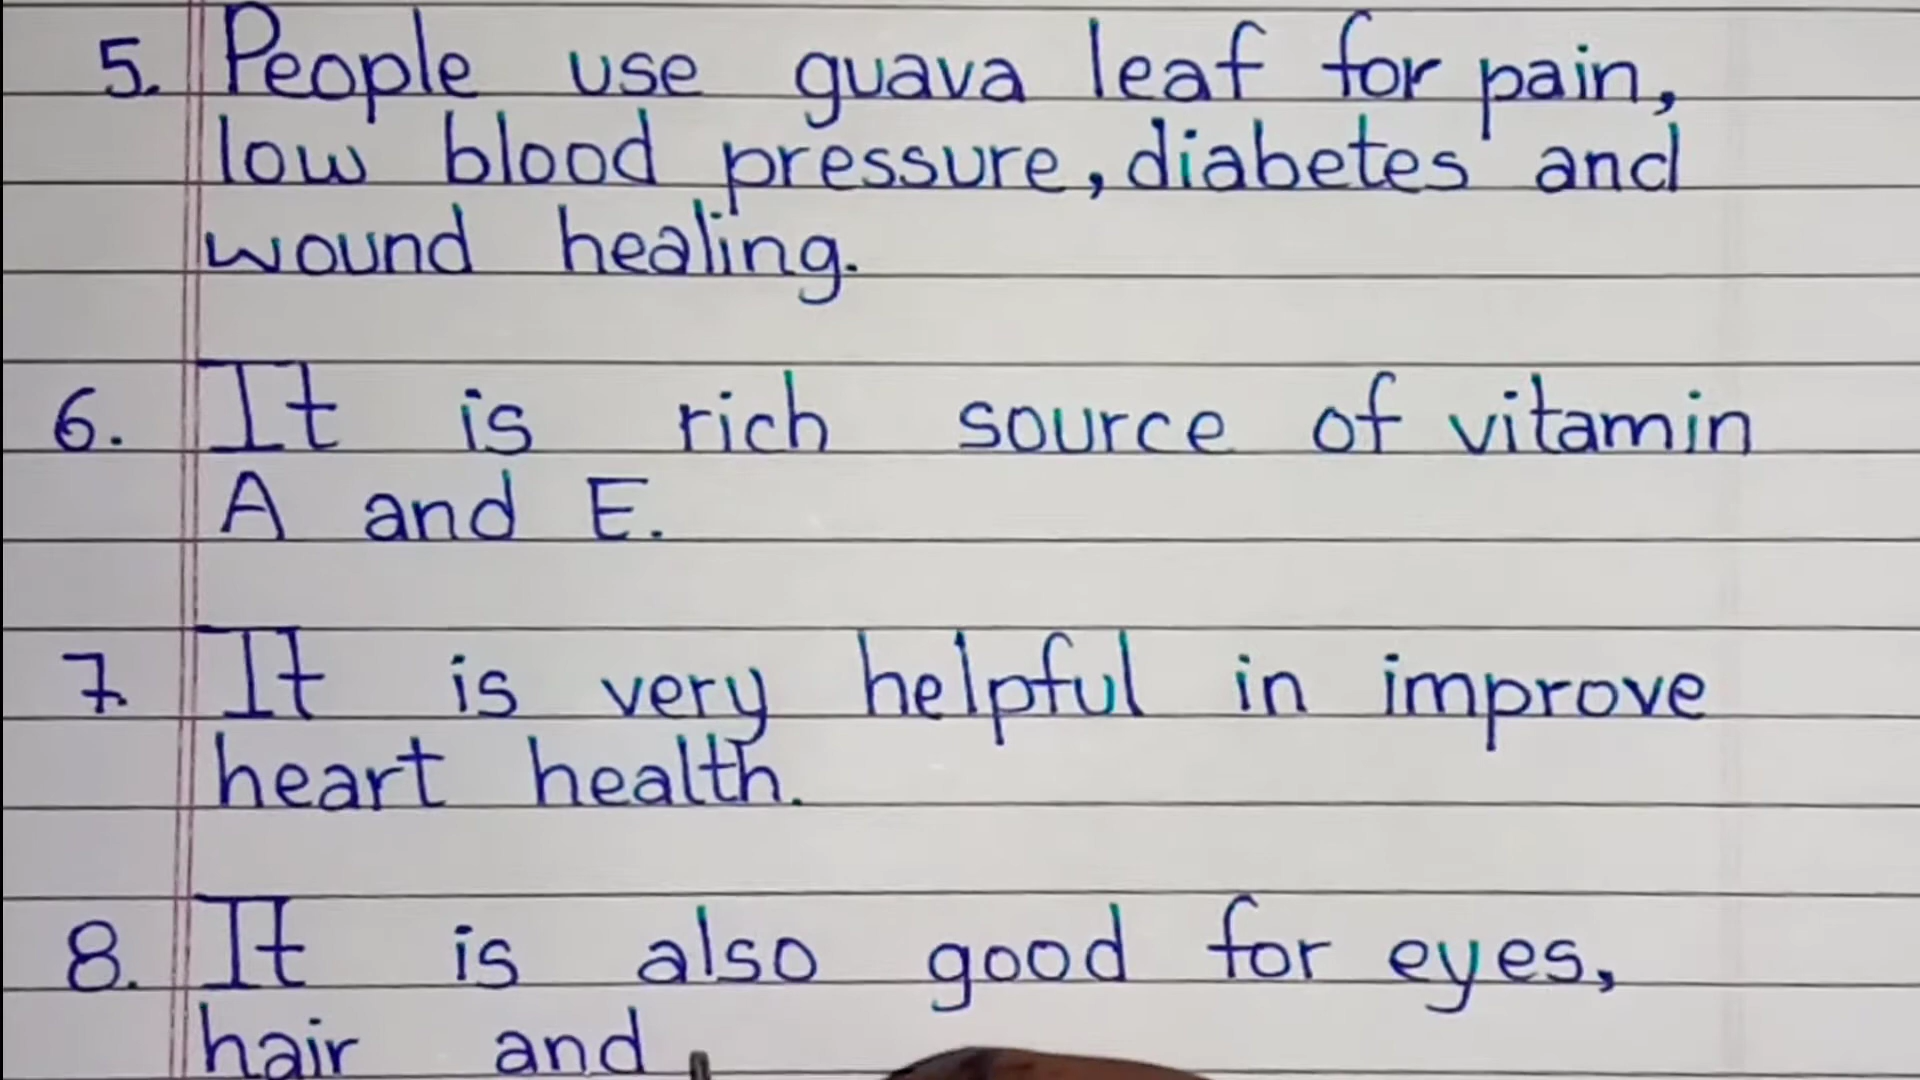 5. People use guava leaf for pain,
low blood pressure, diabetes and
wound healing.
6. It is rich source of vitamin
A and E.
7. It is very helpful in improve
heart health.
8. It is also good for eyes,
hair and